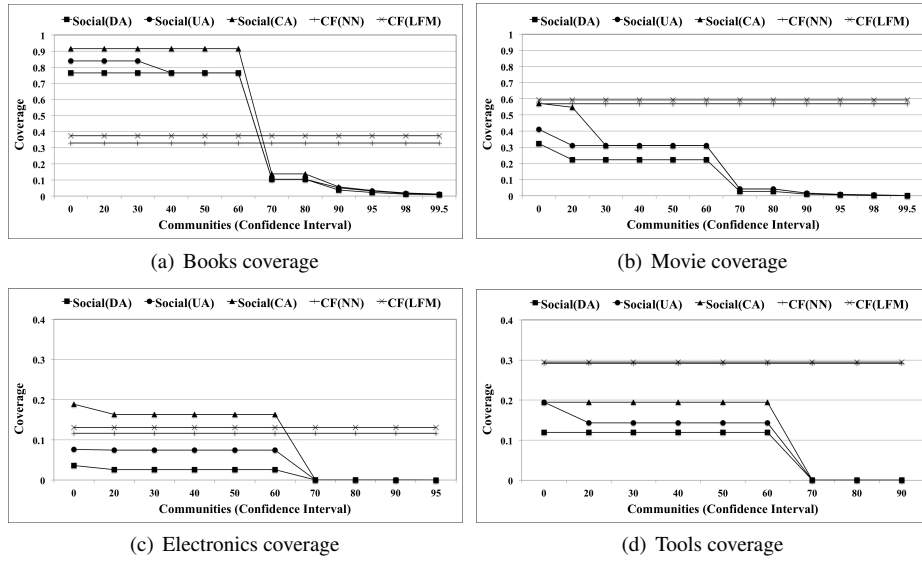 Social(DA) Social(UA) Social(CA) CF(NN) CF(LFM)
1
0.9
0.8
0.7
0.6
0.5
0.4
0.3
0.2
0.1
0
Coverage
0 20 30 40 50 60 70 80 90 95 98 99.5
Communities (Confidence Interval)
(a) Books coverage
Social(DA) Social(UA) Social(CA) CF(NN) CF(LFM)
1
0.9
0.8
0.7
0.6
0.5
0.4
0.3
0.2
0.1
0
Coverage
0 20 30 40 50 60 70 80 90 95 98 99.5
Communities (Confidence Interval)
(b) Movie coverage
Social(DA) Social(UA) Social(CA) CF(NN) CF(LFM)
0.4
0.3
0.2
0.1
0
Coverage
0 20 30 40 50 60 70 80 90 95
Communities (Confidence Interval)
(c) Electronics coverage
Social(DA) Social(UA) Social(CA) CF(NN) CF(LFM)
0.4
0.3
0.2
0.1
0
Coverage
0 20 30 40 50 60 70 80 90
Communities (Confidence Interval)
(d) Tools coverage